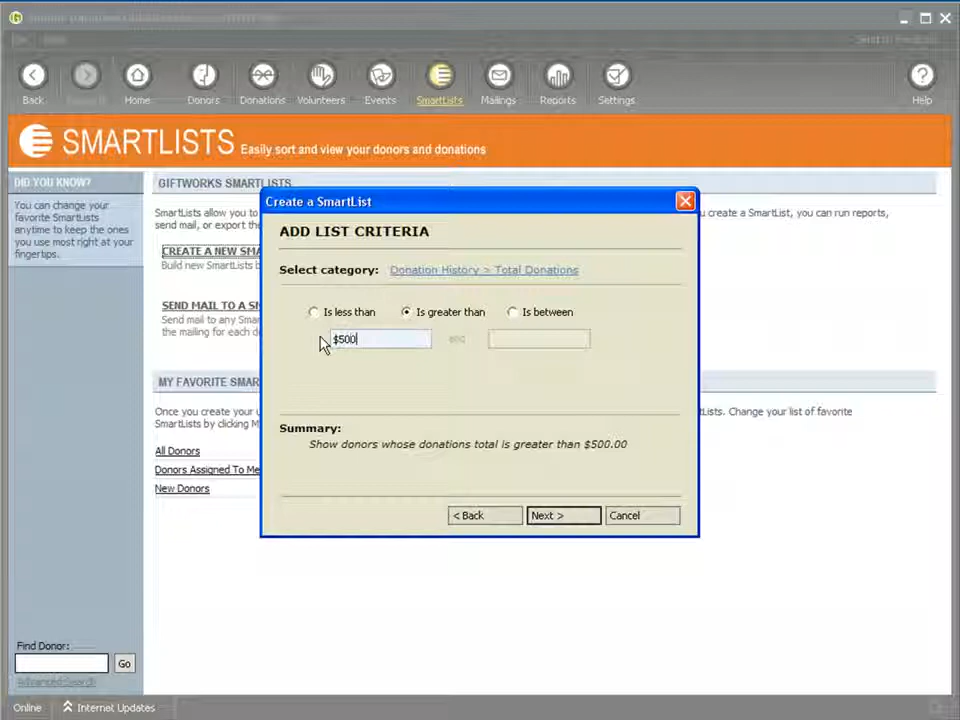 Back
Home
Donors
Donations
Volunteers
Events
SmartLists
Mailings
Reports
Settings
Help
SMARTLISTS Easily sort and view your donors and donations
DID YOU KNOW?
You can change your
favorite SmartLists
anytime to keep the ones
you use most right at your
fingertips.
GIFTWORKS SMARTLISTS
SmartLists allow you to
you create a SmartList, you can run reports,
send mail, or export the
CREATE A NEW SMA
Build new SmartLists b
SEND MAIL TO A SM
Send mail to any Smar
the mailing for each d
MY FAVORITE SMAR
Once you create your
Lists. Change your list of favorite
SmartLists by clicking M
All Donors
Donors Assigned To Me
New Donors
Create a SmartList
ADD LIST CRITERIA
Select category: Donation History > Total Donations
Is less than
Is greater than
Is between
$500
and
Summary:
Show donors whose donations total is greater than $500.00
< Back
Next >
Cancel
Find Donor:
Go
Advanced Search
Online
Internet Updates